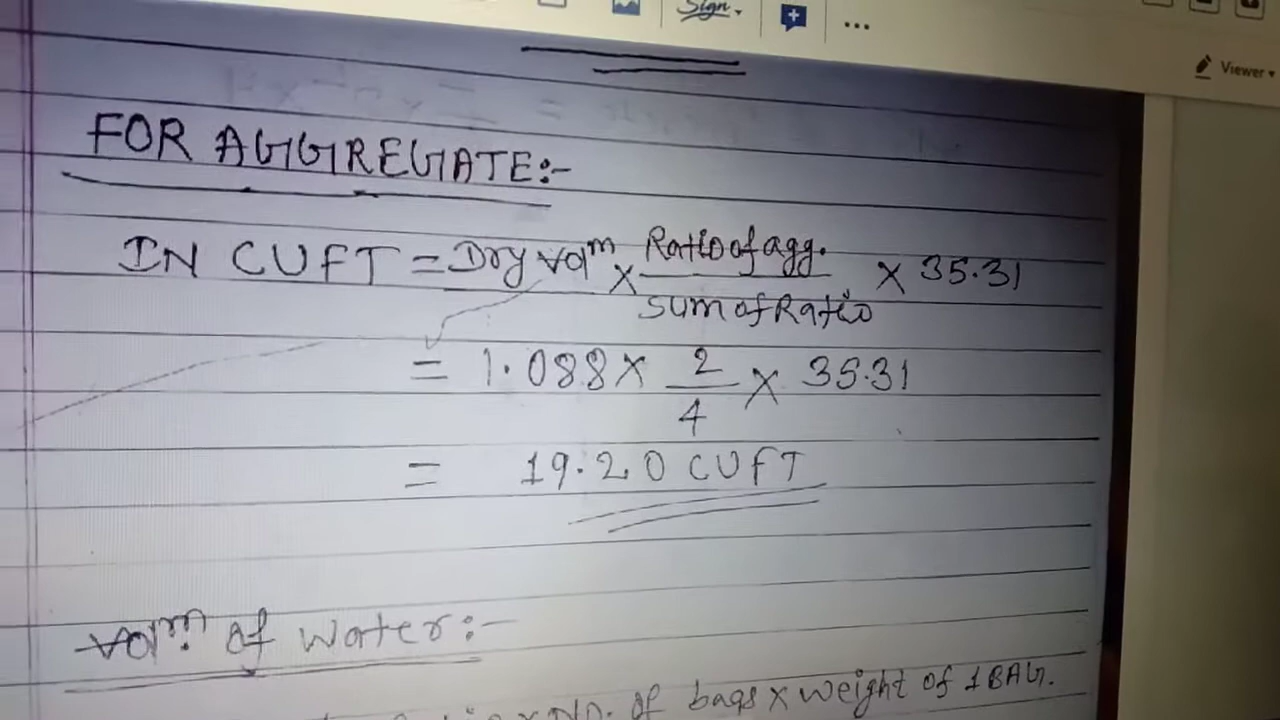 Sign
...
Viewer
FOR AGGREGATE:-
IN CUFT = Dry volm × Ratio of agg. / Sum of Ratio × 35.31
= 1.088 × 2/4 × 35.31
= 19.20 CUFT
volm of Water:-
No. of bags × weight of 1 BAG.